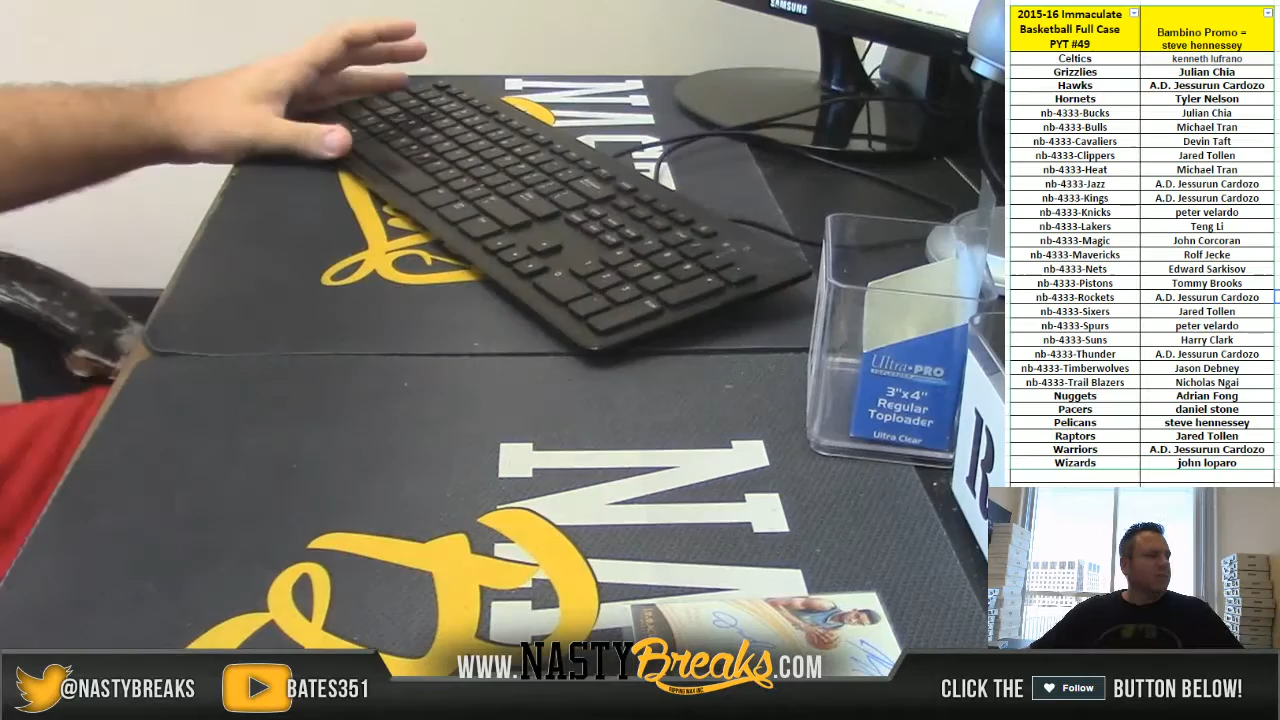 SAMSUNG
2015-16 Immaculate
Basketball Full Case
PYT #49
Bambino Promo =
steve hennessey
Celtics kenneth lufrano
Grizzlies Julian Chia
Hawks A.D. Jessurun Cardozo
Hornets Tyler Nelson
nb-4333-Bucks Julian Chia
nb-4333-Bulls Michael Tran
nb-4333-Cavaliers Devin Taft
nb-4333-Clippers Jared Tollen
nb-4333-Heat Michael Tran
nb-4333-Jazz A.D. Jessurun Cardozo
nb-4333-Kings A.D. Jessurun Cardozo
nb-4333-Knicks peter velardo
nb-4333-Lakers Teng Li
nb-4333-Magic John Corcoran
nb-4333-Mavericks Rolf Jecke
nb-4333-Nets Edward Sarkisov
nb-4333-Pistons Tommy Brooks
nb-4333-Rockets A.D. Jessurun Cardozo
nb-4333-Sixers Jared Tollen
nb-4333-Spurs peter velardo
nb-4333-Suns Harry Clark
nb-4333-Thunder A.D. Jessurun Cardozo
nb-4333-Timberwolves Jason Debney
nb-4333-Trail Blazers Nicholas Ngai
Nuggets Adrian Fong
Pacers daniel stone
Pelicans steve hennessey
Raptors Jared Tollen
Warriors A.D. Jessurun Cardozo
Wizards john loparo
Ultra•PRO
3"x4"
Regular
Toploader
Ultra Clear
@NASTYBREAKS
BATES351
WWW.NASTYBreaks.COM
RIPPING WAX INC.
CLICK THE Follow BUTTON BELOW!